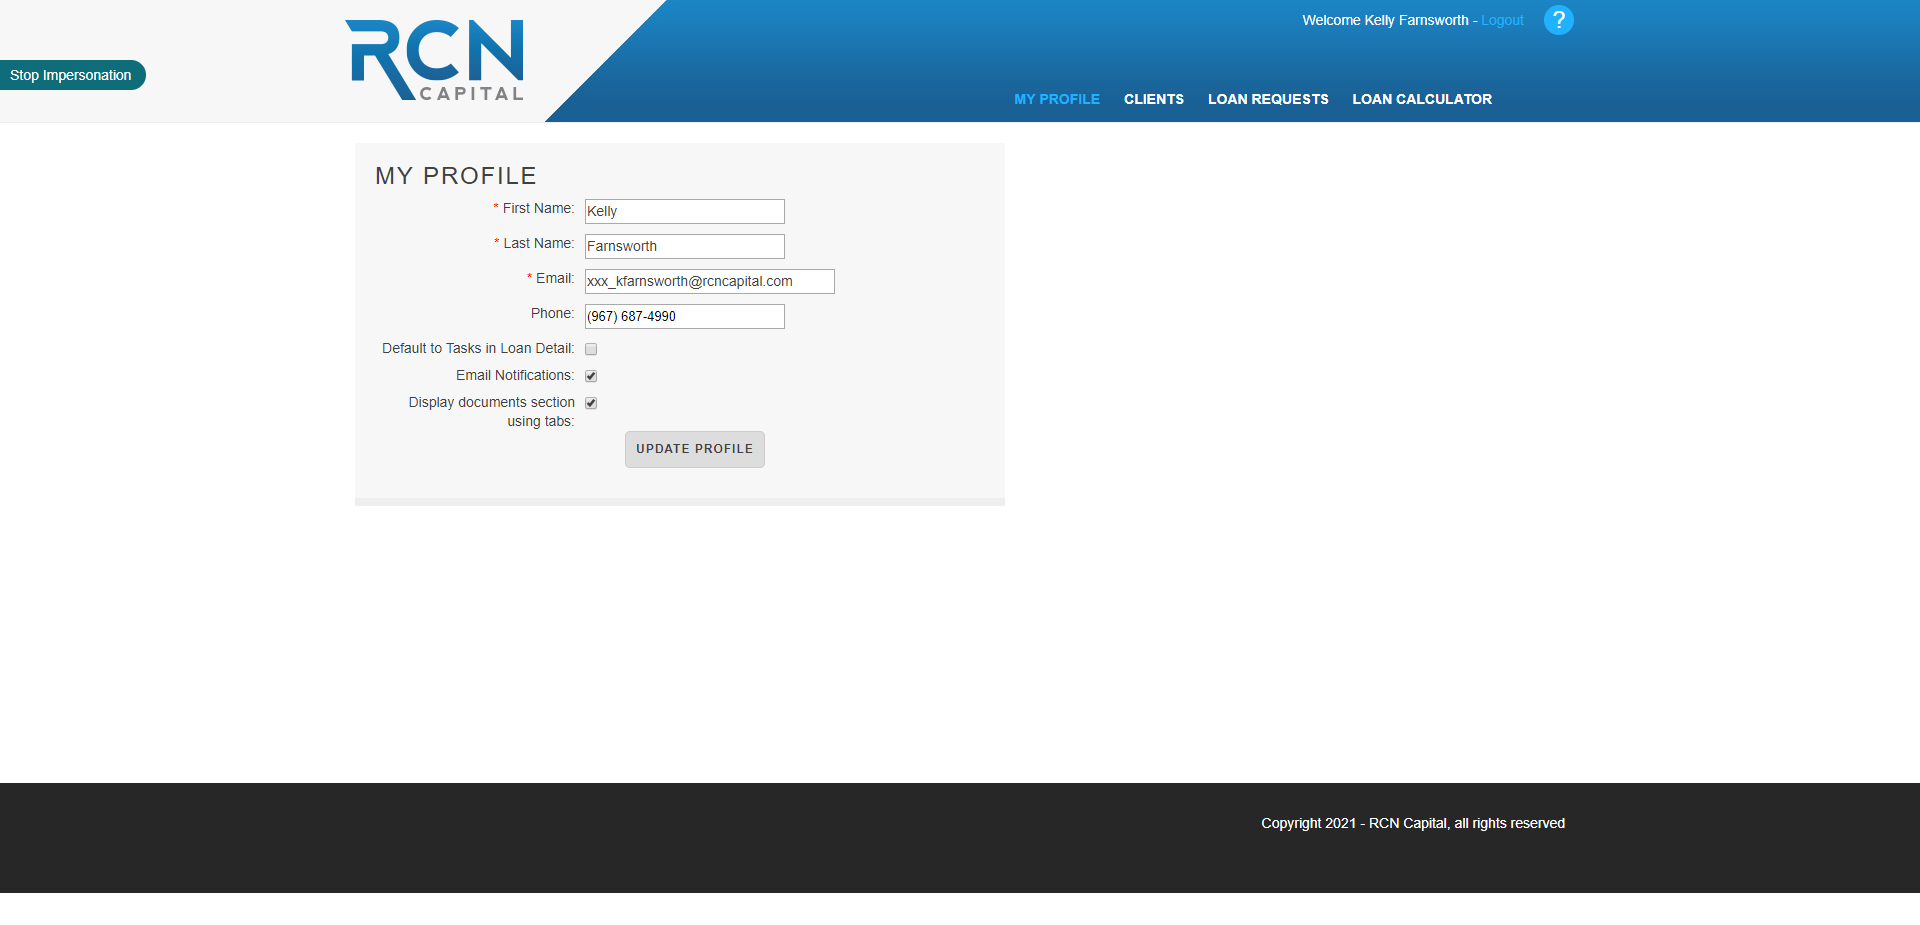 Welcome Kelly Farnsworth - Logout
?
Stop Impersonation
RCN
CAPITAL
MY PROFILE CLIENTS LOAN REQUESTS LOAN CALCULATOR
MY PROFILE
* First Name: Kelly
* Last Name: Farnsworth
* Email: xxx_kfarnsworth@rcncapital.com
Phone: (967) 687-4990
Default to Tasks in Loan Detail:
Email Notifications:
Display documents section
using tabs:
UPDATE PROFILE
Copyright 2021 - RCN Capital, all rights reserved